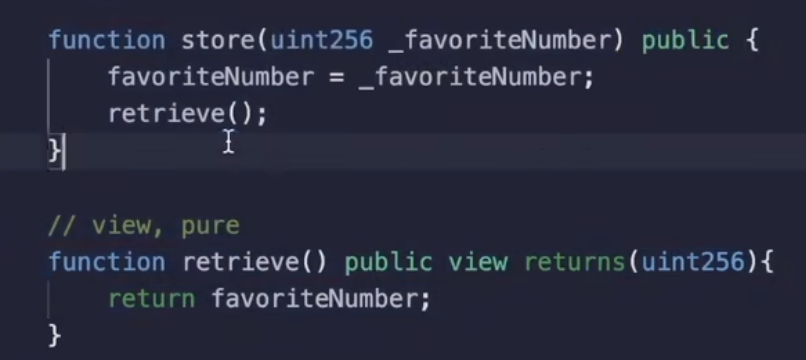 function store(uint256 _favoriteNumber) public {
favoriteNumber = _favoriteNumber;
retrieve();
}
// view, pure
function retrieve() public view returns(uint256){
return favoriteNumber;
}